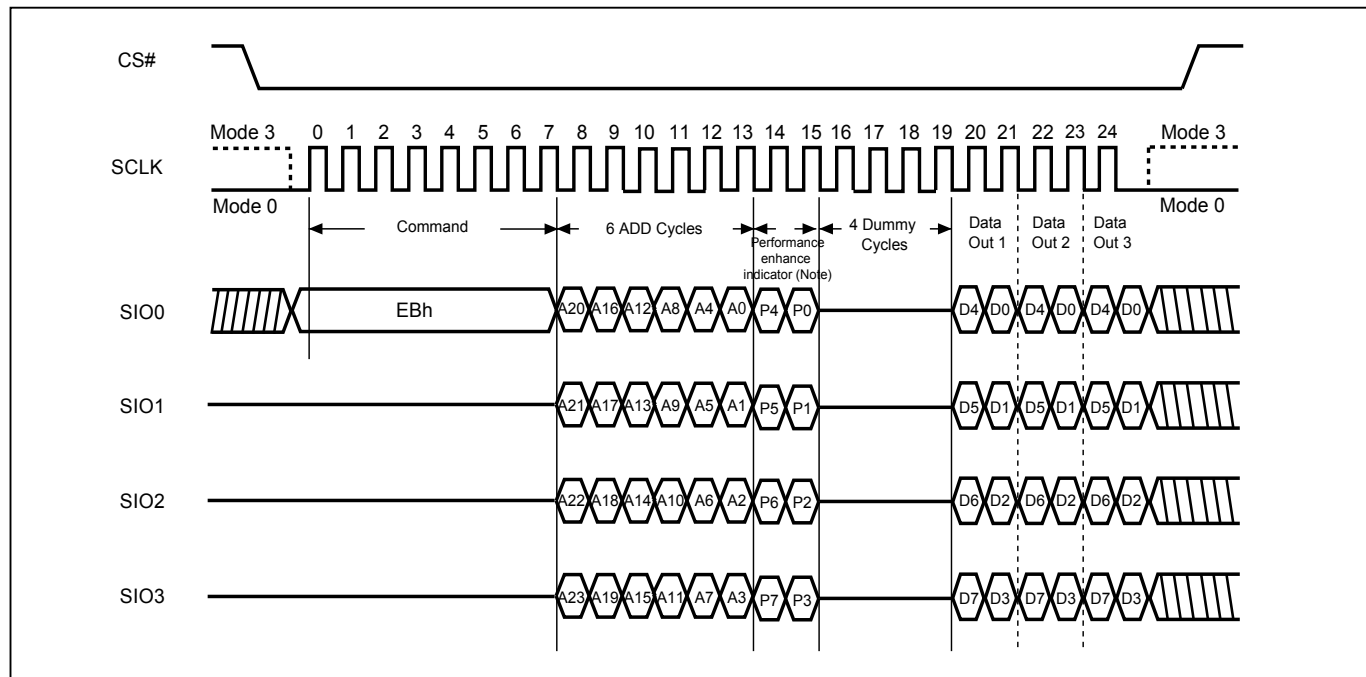 CS#
Mode 3 0 1 2 3 4 5 6 7 8 9 10 11 12 13 14 15 16 17 18 19 20 21 22 23 24 Mode 3
SCLK
Mode 0 Mode 0
Command 6 ADD Cycles Performance enhance indicator (Note) 4 Dummy Cycles Data Out 1 Data Out 2 Data Out 3
SIO0 EBh A20 A16 A12 A8 A4 A0 P4 P0 D4 D0 D4 D0 D4 D0
SIO1 A21 A17 A13 A9 A5 A1 P5 P1 D5 D1 D5 D1 D5 D1
SIO2 A22 A18 A14 A10 A6 A2 P6 P2 D6 D2 D6 D2 D6 D2
SIO3 A23 A19 A15 A11 A7 A3 P7 P3 D7 D3 D7 D3 D7 D3